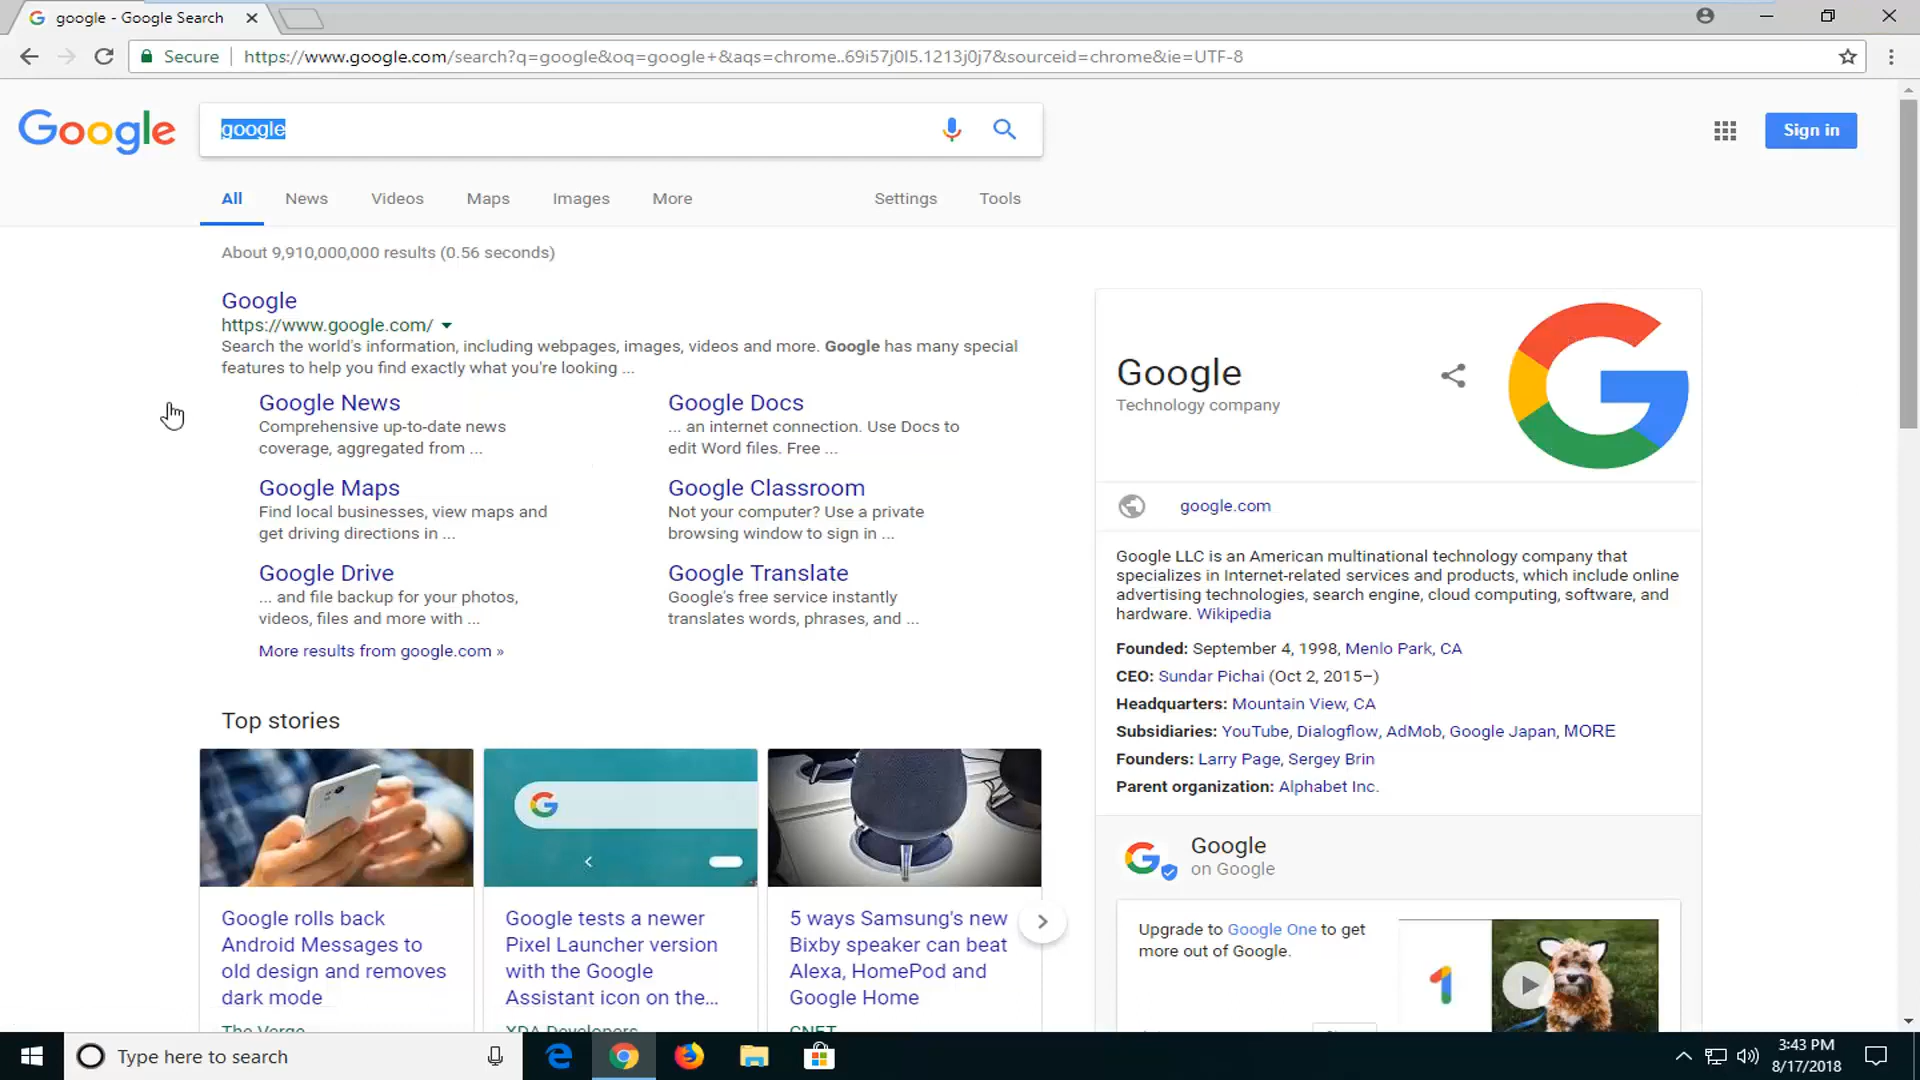 google - Google Search
Secure
https://www.google.com/search?q=google&oq=google+&aqs=chrome..69i57j0l5.1213j0j7&sourceid=chrome&ie=UTF-8
Google
google
Sign in
All News Videos Maps Images More Settings Tools
About 9,910,000,000 results (0.56 seconds)
Google
https://www.google.com/
Search the world's information, including webpages, images, videos and more. Google has many special
features to help you find exactly what you're looking ...
Google News
Comprehensive up-to-date news
coverage, aggregated from ...
Google Docs
... an internet connection. Use Docs to
edit Word files. Free ...
Google Maps
Find local businesses, view maps and
get driving directions in ...
Google Classroom
Not your computer? Use a private
browsing window to sign in ...
Google Drive
... and file backup for your photos,
videos, files and more with ...
Google Translate
Google's free service instantly
translates words, phrases, and ...
More results from google.com »
Top stories
Google rolls back
Android Messages to
old design and removes
dark mode
The Verge
Google tests a newer
Pixel Launcher version
with the Google
Assistant icon on the...
XDA Developers
5 ways Samsung's new
Bixby speaker can beat
Alexa, HomePod and
Google Home
CNET
Google
Technology company
google.com
Google LLC is an American multinational technology company that
specializes in Internet-related services and products, which include online
advertising technologies, search engine, cloud computing, software, and
hardware. Wikipedia
Founded: September 4, 1998, Menlo Park, CA
CEO: Sundar Pichai (Oct 2, 2015–)
Headquarters: Mountain View, CA
Subsidiaries: YouTube, Dialogflow, AdMob, Google Japan, MORE
Founders: Larry Page, Sergey Brin
Parent organization: Alphabet Inc.
Google
on Google
Upgrade to Google One to get
more out of Google.
1
Type here to search
3:43 PM
8/17/2018